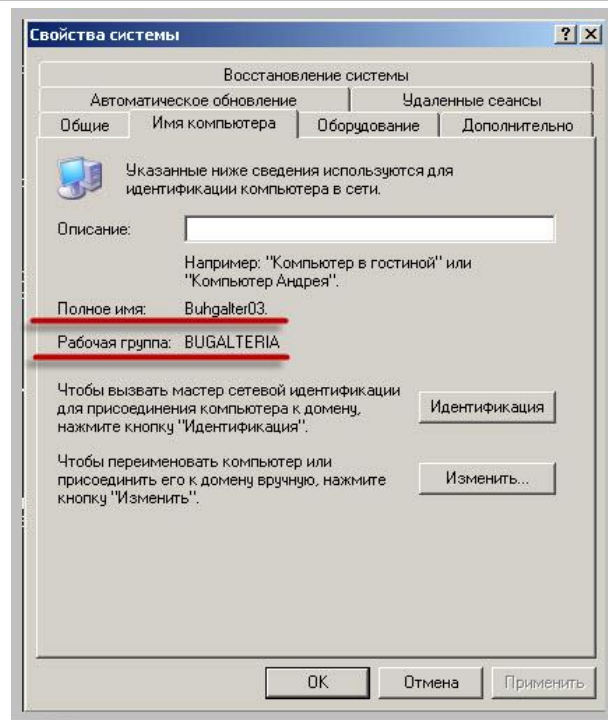 Свойства системы
Восстановление системы
Автоматическое обновление
Удаленные сеансы
Общие
Имя компьютера
Оборудование
Дополнительно
Указанные ниже сведения используются для
идентификации компьютера в сети.
Описание:
Например: "Компьютер в гостиной" или
"Компьютер Андрея".
Полное имя: Buhgalter03.
Рабочая группа: BUGALTERIA
Чтобы вызвать мастер сетевой идентификации
для присоединения компьютера к домену,
нажмите кнопку "Идентификация".
Идентификация
Чтобы переименовать компьютер или
присоединить его к домену вручную, нажмите
кнопку "Изменить".
Изменить...
OK
Отмена
Применить